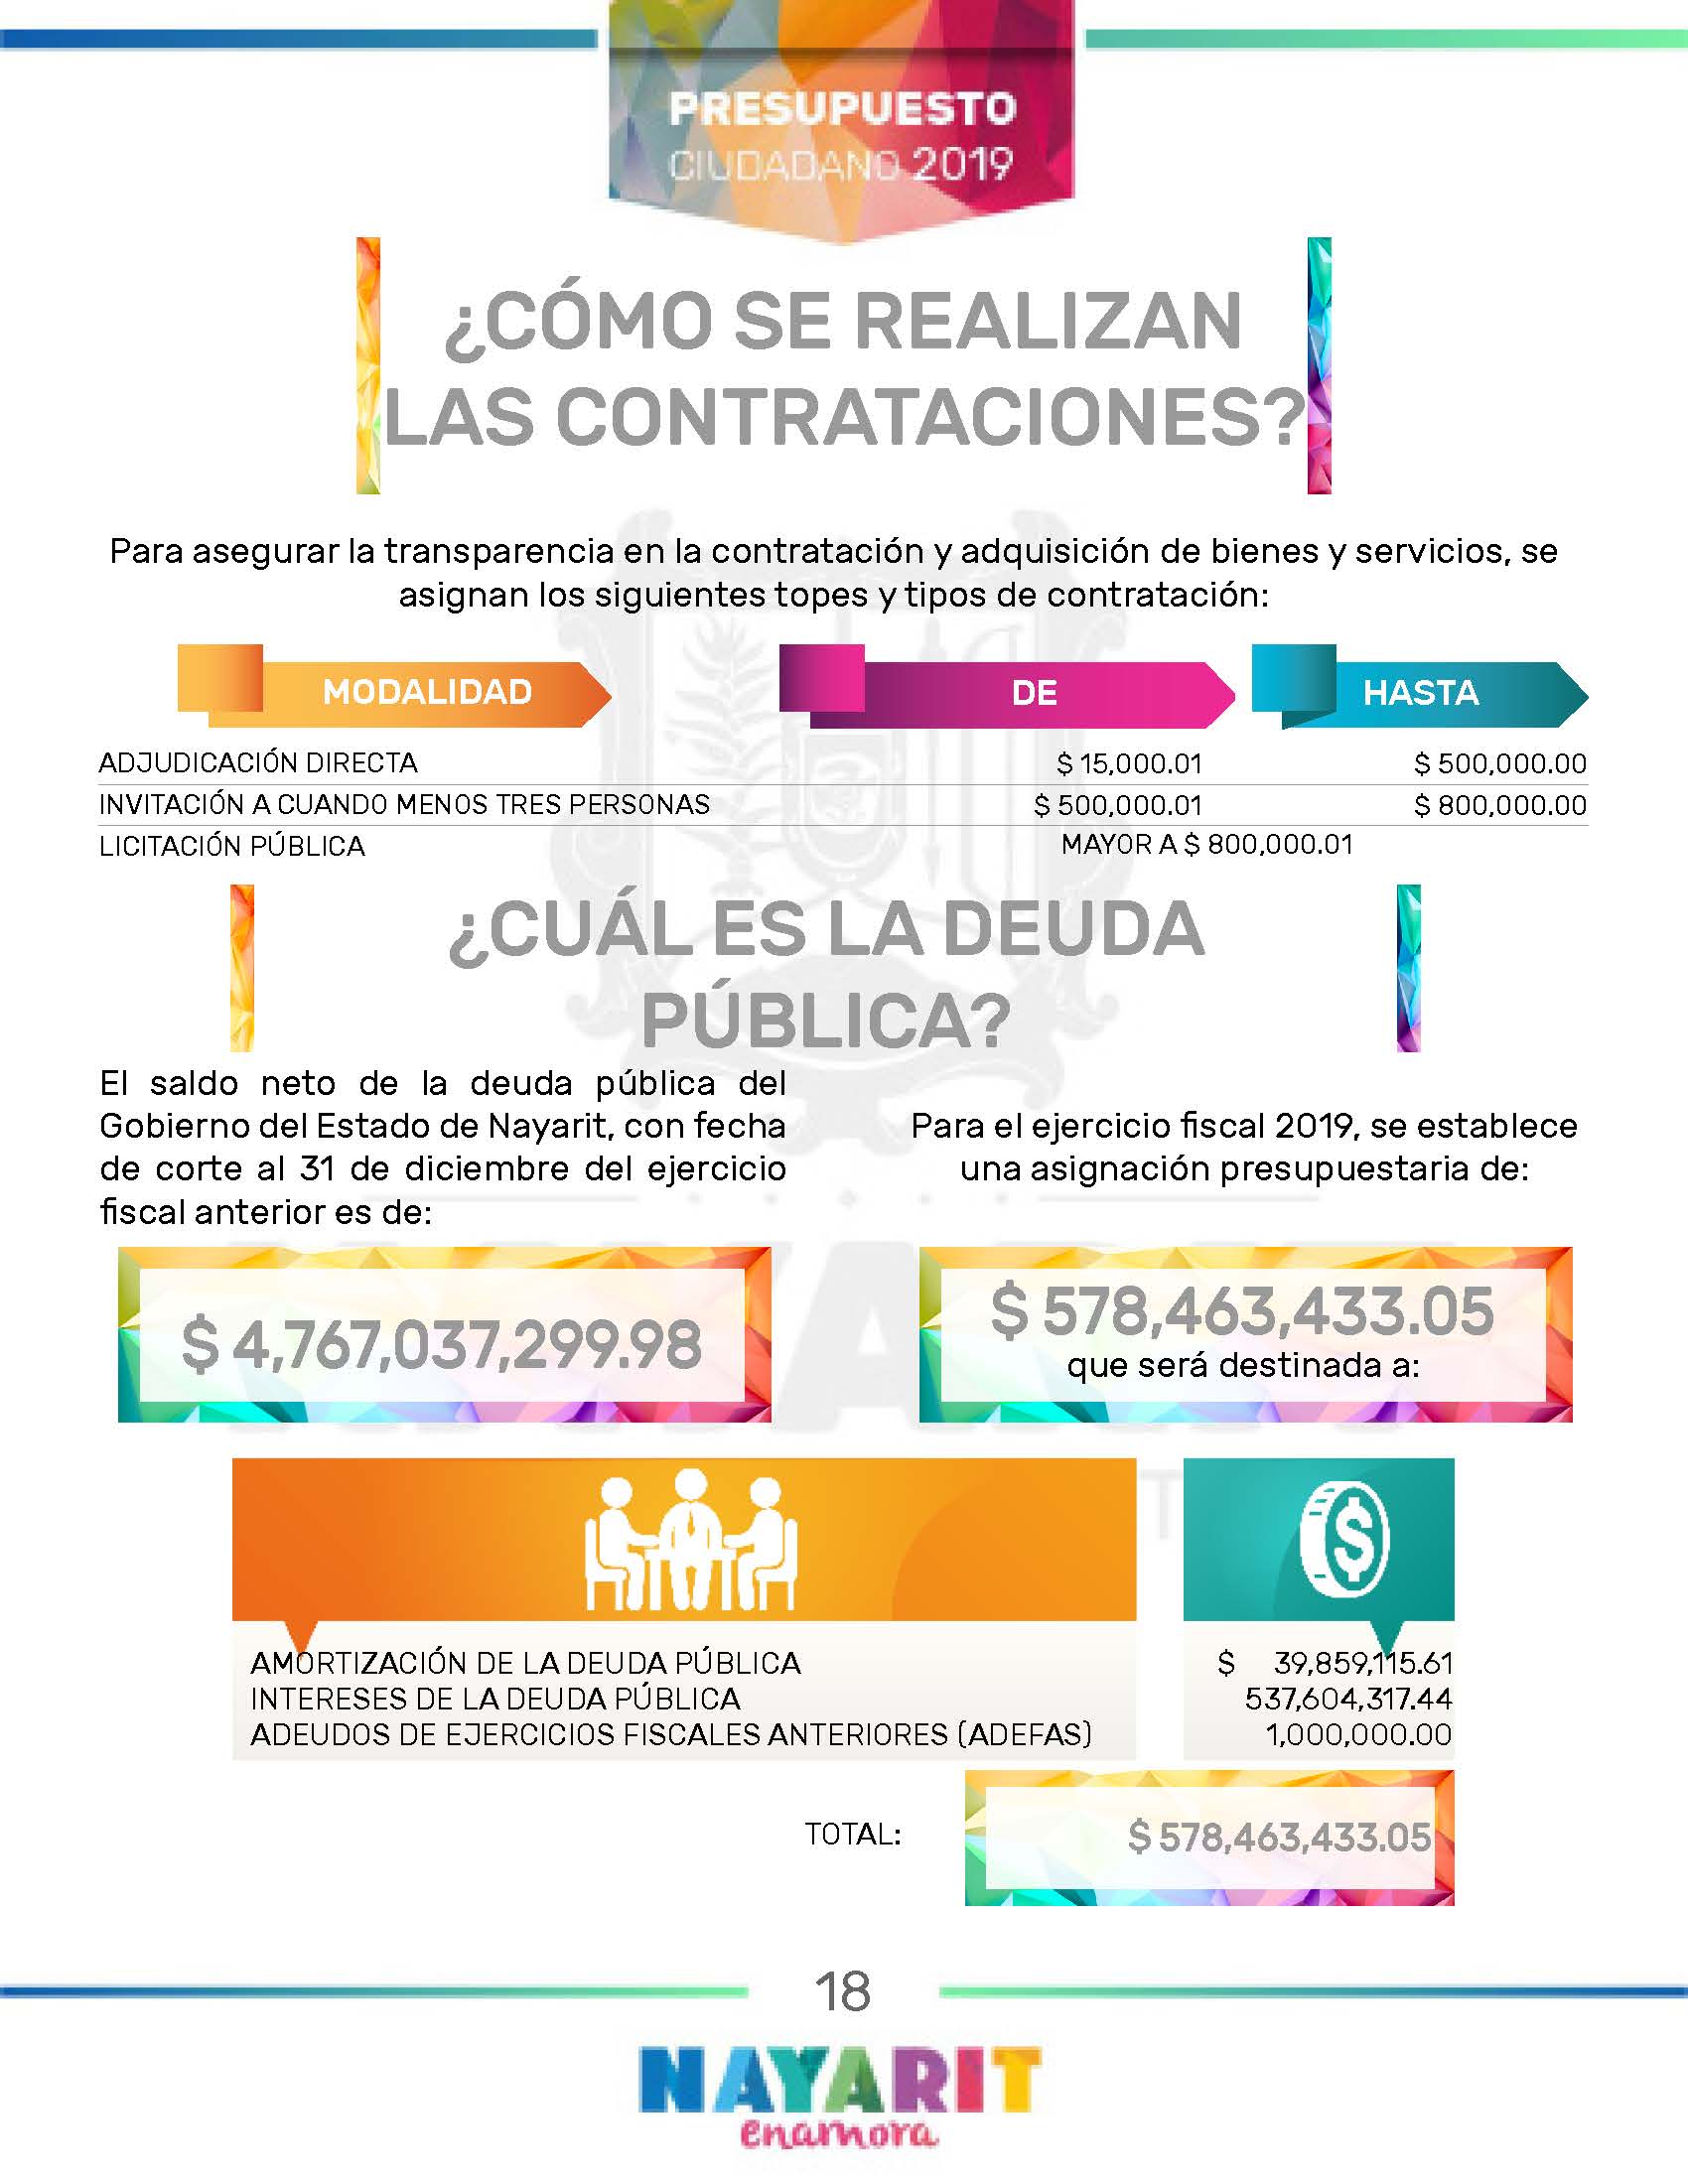 PRESUPUESTO
CIUDADANO 2019
¿CÓMO SE REALIZAN
LAS CONTRATACIONES?
Para asegurar la transparencia en la contratación y adquisición de bienes y servicios, se
asignan los siguientes topes y tipos de contratación:
MODALIDAD DE HASTA
ADJUDICACIÓN DIRECTA $ 15,000.01 $ 500,000.00
INVITACIÓN A CUANDO MENOS TRES PERSONAS $ 500,000.01 $ 800,000.00
LICITACIÓN PÚBLICA MAYOR A $ 800,000.01
¿CUÁL ES LA DEUDA
PÚBLICA?
El saldo neto de la deuda pública del
Gobierno del Estado de Nayarit, con fecha
de corte al 31 de diciembre del ejercicio
fiscal anterior es de:
$ 4,767,037,299.98
Para el ejercicio fiscal 2019, se establece
una asignación presupuestaria de:
$ 578,463,433.05
que será destinada a:
AMORTIZACIÓN DE LA DEUDA PÚBLICA $ 39,859,115.61
INTERESES DE LA DEUDA PÚBLICA 537,604,317.44
ADEUDOS DE EJERCICIOS FISCALES ANTERIORES (ADEFAS) 1,000,000.00
TOTAL: $ 578,463,433.05
18
NAYARIT
enamora